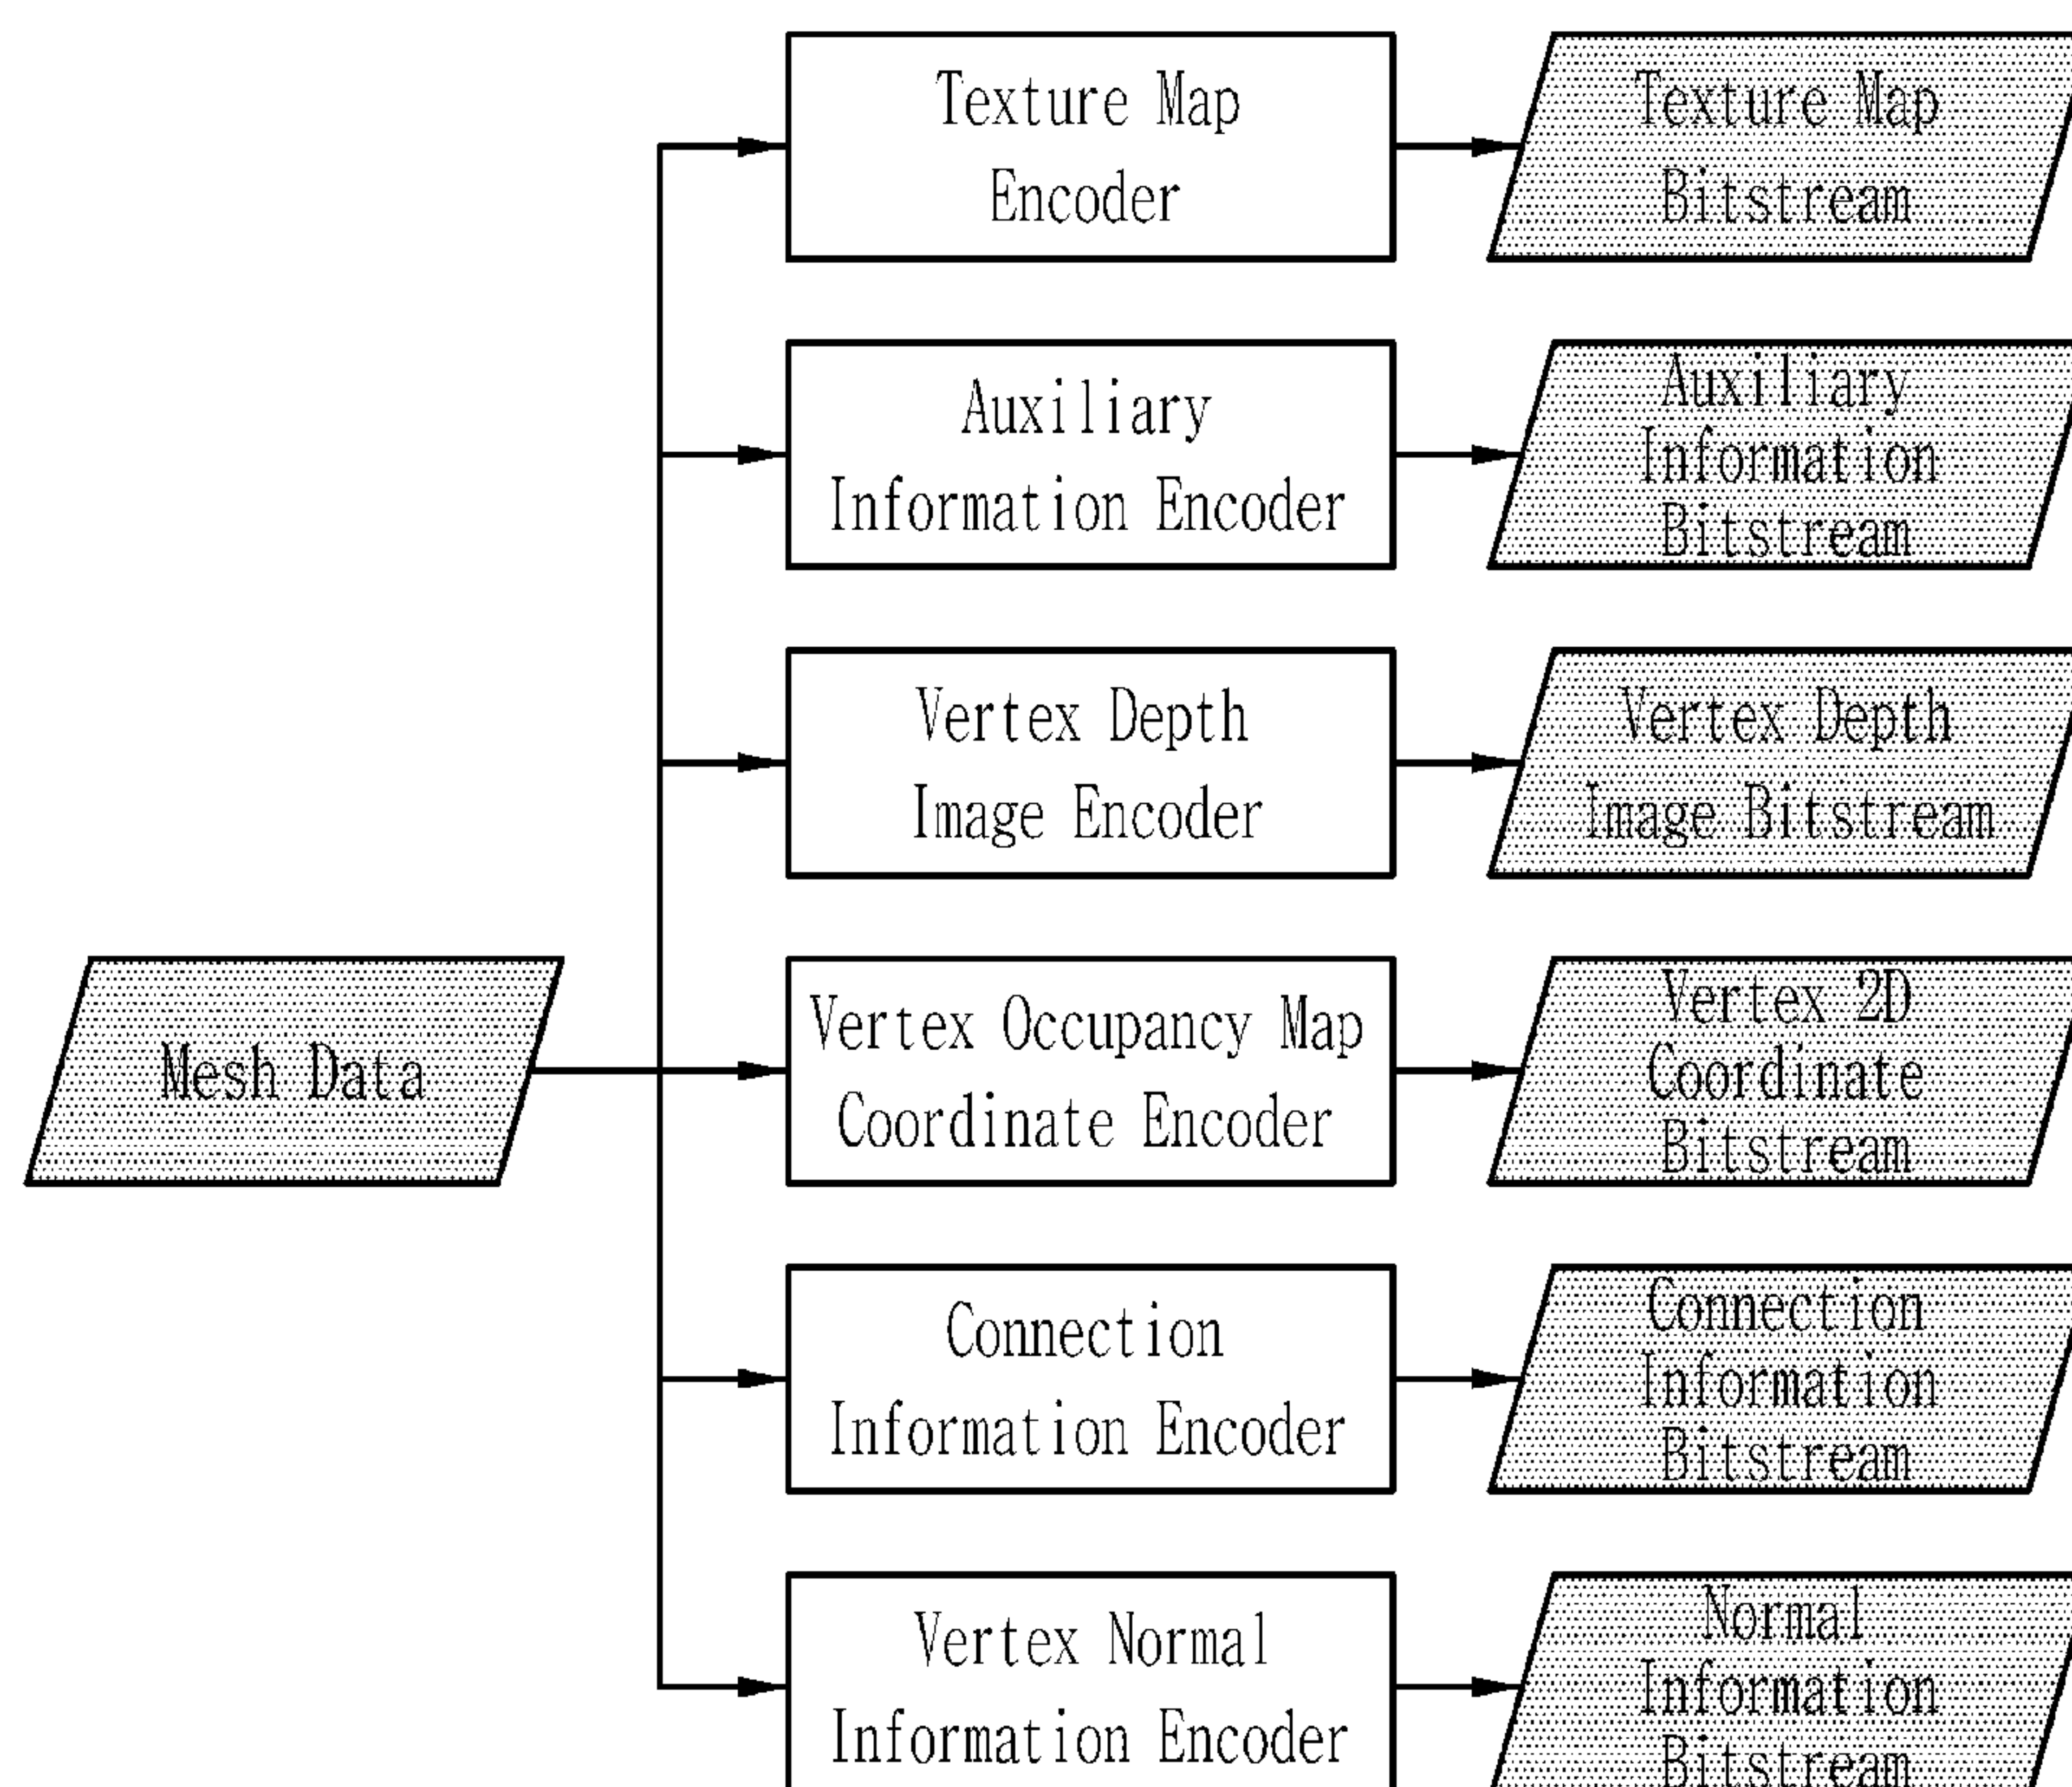 Texture Map
Encoder
Texture Map
Bitstream
Auxiliary
Information Encoder
Auxiliary
Information
Bitstream
Vertex Depth
Image Encoder
Vertex Depth
Image Bitstream
Mesh Data
Vertex Occupancy Map
Coordinate Encoder
Vertex 2D
Coordinate
Bitstream
Connection
Information Encoder
Connection
Information
Bitstream
Vertex Normal
Information Encoder
Normal
Information
Bitstream